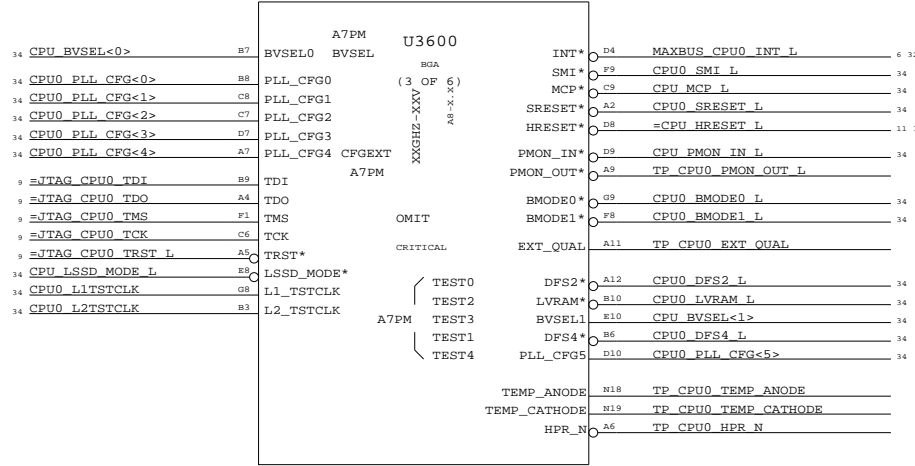 A7PM
U3600
34 CPU_BVSEL<0> B7 BVSEL0 BVSEL INT* D4 MAXBUS_CPU0_INT_L 6 32
BGA
SMI* F9 CPU0_SMI_L 34
34 CPU0_PLL_CFG<0> B8 PLL_CFG0 (3 OF 6) MCP* C9 CPU_MCP_L 34
34 CPU0_PLL_CFG<1> C8 PLL_CFG1 SRESET* A2 CPU0_SRESET_L 34
34 CPU0_PLL_CFG<2> C7 PLL_CFG2 HRESET* D8 =CPU_HRESET_L 11
XXGHZ-XXV
A8-X.X
34 CPU0_PLL_CFG<3> D7 PLL_CFG3
34 CPU0_PLL_CFG<4> A7 PLL_CFG4 CFGEXT PMON_IN* D9 CPU_PMON_IN_L 34
A7PM PMON_OUT* A9 TP_CPU0_PMON_OUT_L
9 =JTAG_CPU0_TDI B9 TDI
9 =JTAG_CPU0_TDO A4 TDO BMODE0* G9 CPU0_BMODE0_L 34
9 =JTAG_CPU0_TMS F1 TMS OMIT BMODE1* F8 CPU0_BMODE1_L 34
9 =JTAG_CPU0_TCK C6 TCK
9 =JTAG_CPU0_TRST_L A5 TRST* CRITICAL EXT_QUAL A11 TP_CPU0_EXT_QUAL
34 CPU_LSSD_MODE_L E8 LSSD_MODE*
34 CPU0_L1TSTCLK G8 L1_TSTCLK TEST0 DFS2* A12 CPU0_DFS2_L 34
34 CPU0_L2TSTCLK B3 L2_TSTCLK TEST2 LVRAM* B10 CPU0_LVRAM_L 34
A7PM TEST3 BVSEL1 E10 CPU_BVSEL<1> 34
TEST1 DFS4* B6 CPU0_DFS4_L 34
TEST4 PLL_CFG5 D10 CPU0_PLL_CFG<5> 34
TEMP_ANODE N18 TP_CPU0_TEMP_ANODE
TEMP_CATHODE N19 TP_CPU0_TEMP_CATHODE
HPR_N A6 TP_CPU0_HPR_N